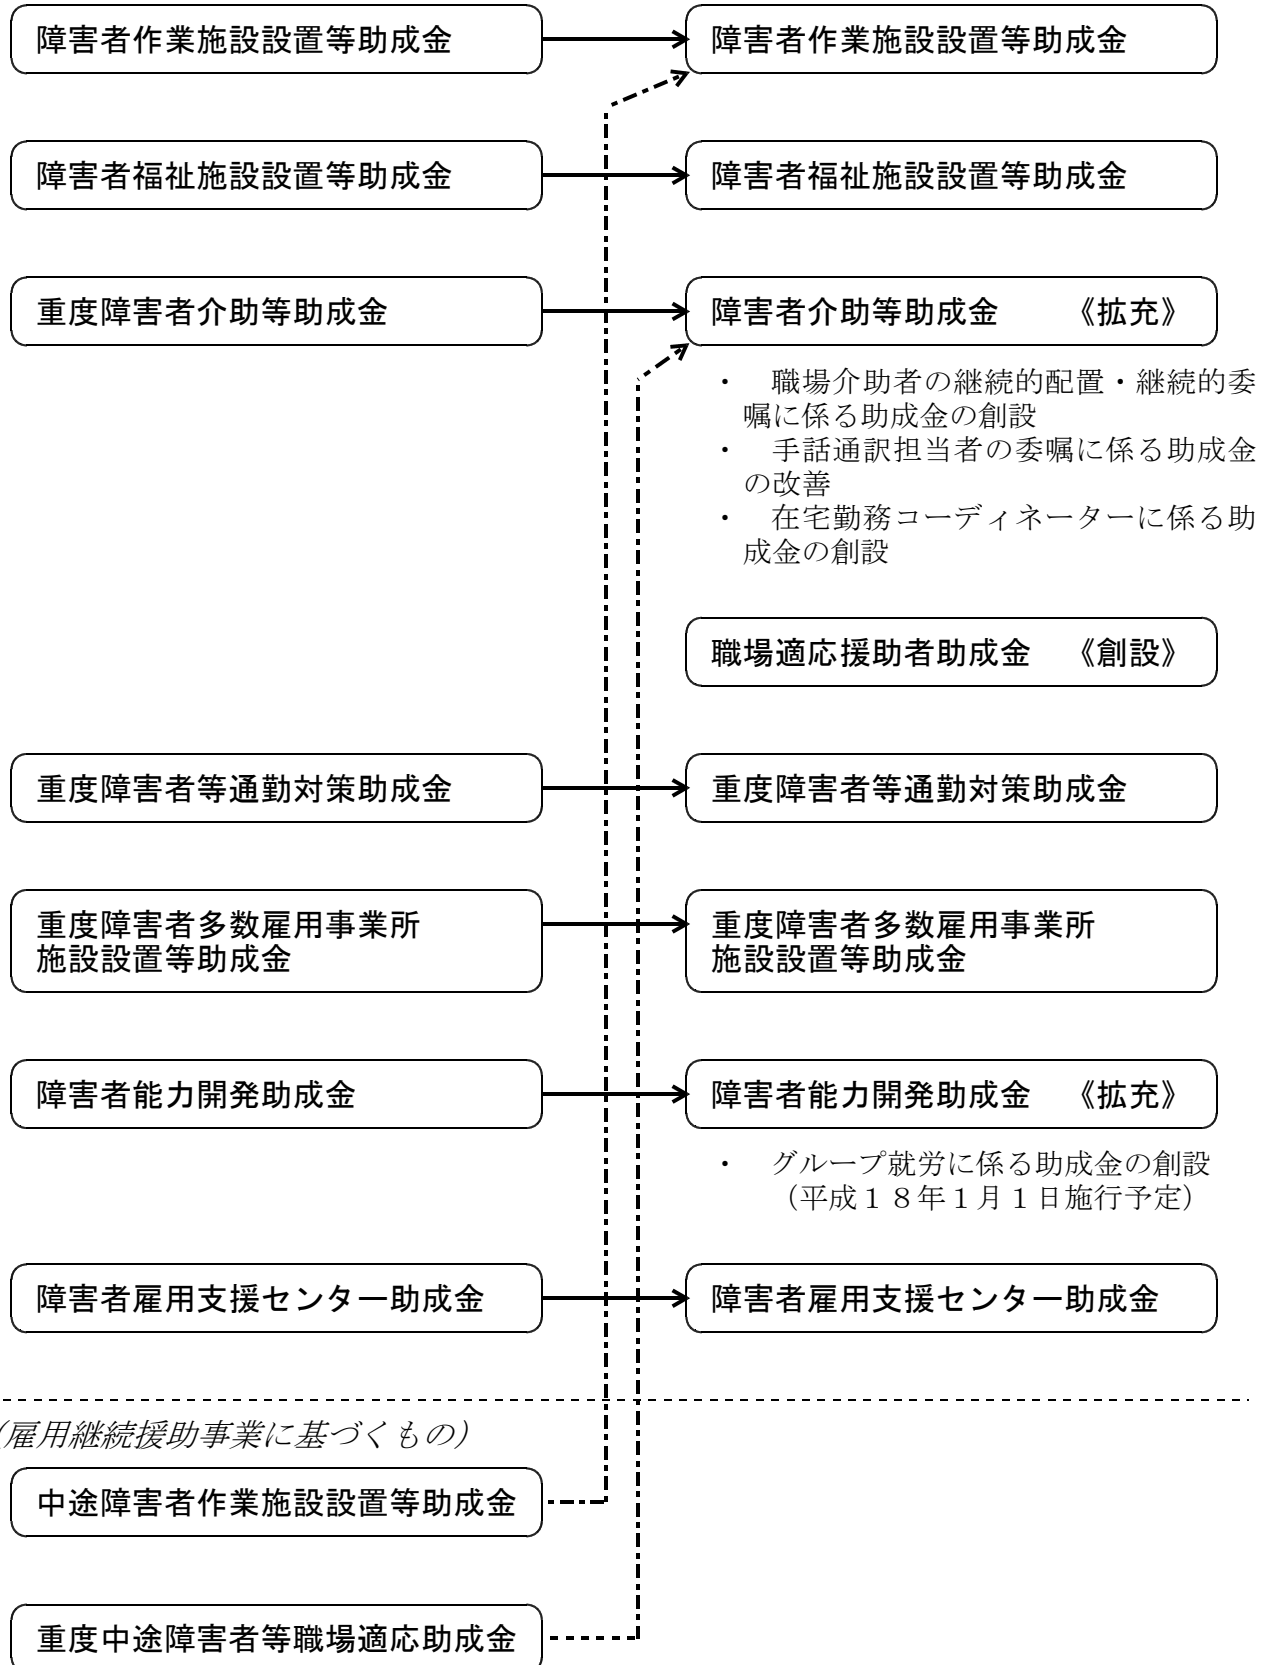 障害者作業施設設置等助成金
障害者作業施設設置等助成金
障害者福祉施設設置等助成金
障害者福祉施設設置等助成金
重度障害者介助等助成金
障害者介助等助成金　　《拡充》
・　職場介助者の継続的配置・継続的委
嘱に係る助成金の創設
・　手話通訳担当者の委嘱に係る助成金
の改善
・　在宅勤務コーディネーターに係る助
成金の創設
職場適応援助者助成金　《創設》
重度障害者等通勤対策助成金
重度障害者等通勤対策助成金
重度障害者多数雇用事業所
施設設置等助成金
重度障害者多数雇用事業所
施設設置等助成金
障害者能力開発助成金
障害者能力開発助成金　《拡充》
・　グループ就労に係る助成金の創設
（平成１８年１月１日施行予定）
障害者雇用支援センター助成金
障害者雇用支援センター助成金
（雇用継続援助事業に基づくもの）
中途障害者作業施設設置等助成金
重度中途障害者等職場適応助成金